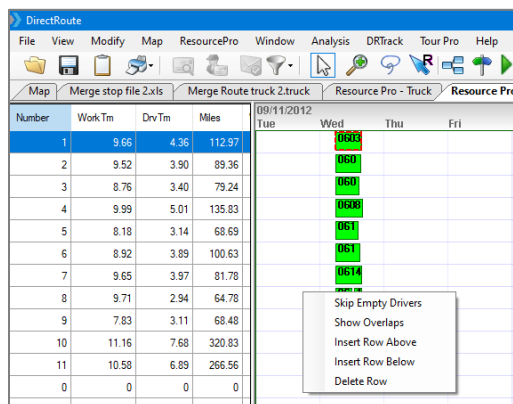 DirectRoute
File View Modify Map ResourcePro Window Analysis DRTrack Tour Pro Help
R
Map Merge stop file 2.xls Merge Route truck 2.truck Resource Pro - Truck Resource Pro
Number WorkTm DrvTm Miles
09/11/2012
Tue Wed Thu Fri
1 9.66 4.36 112.97 0603
2 9.52 3.90 89.36 060
3 8.76 3.40 79.24 060
4 9.99 5.01 135.83 0608
5 8.18 3.14 68.69 061
6 8.92 3.89 100.63 061
7 9.65 3.97 81.78 0614
8 9.71 2.94 64.78
9 7.83 3.11 68.48
10 11.16 7.68 320.83
11 10.58 6.89 266.56
0 0 0 0
Skip Empty Drivers
Show Overlaps
Insert Row Above
Insert Row Below
Delete Row